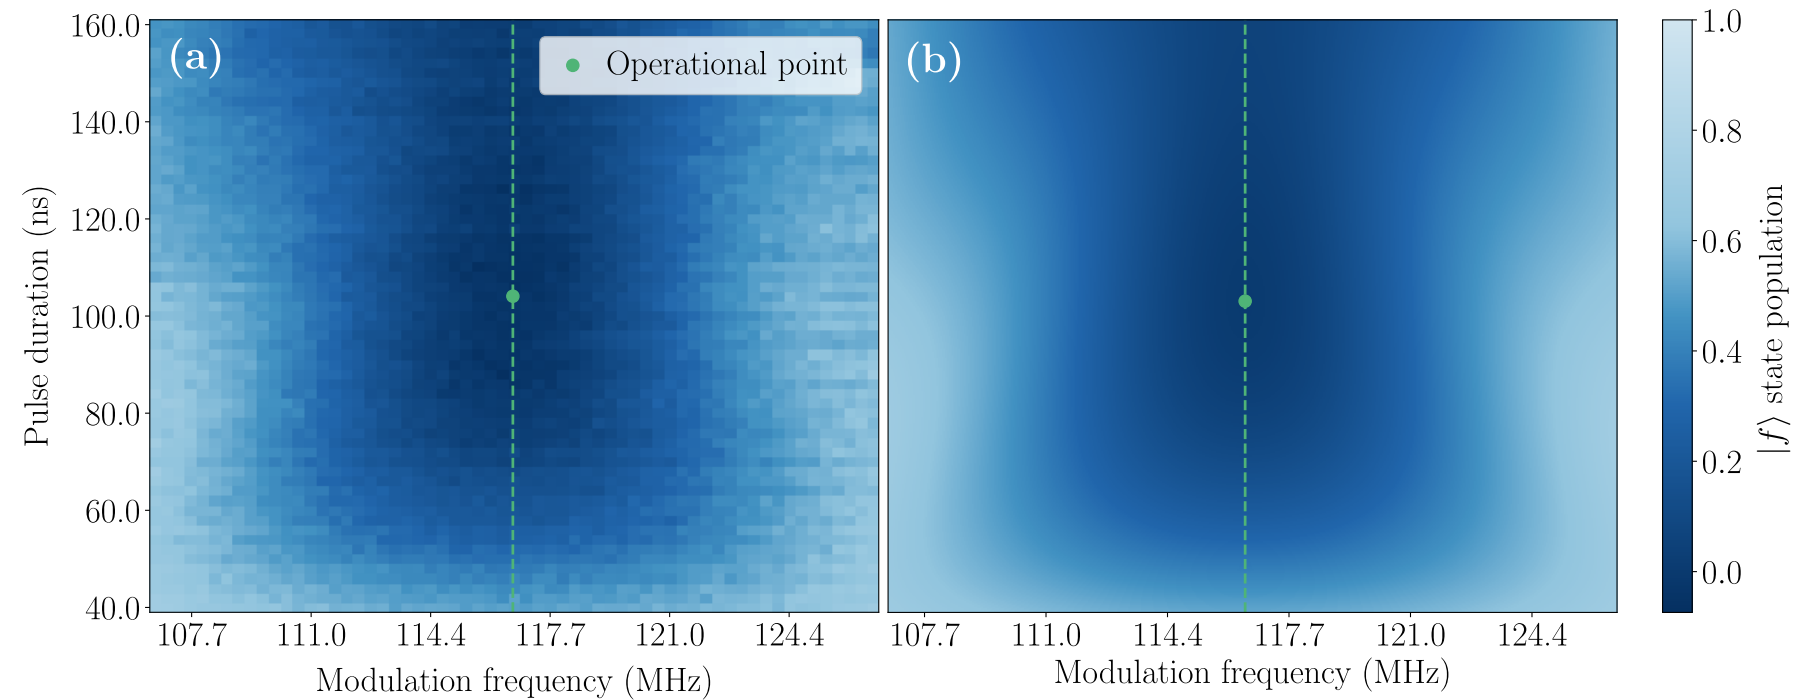 (a)
Operational point
160.0
140.0
120.0
100.0
80.0
60.0
40.0
Pulse duration (ns)
107.7 111.0 114.4 117.7 121.0 124.4
Modulation frequency (MHz)
(b)
107.7 111.0 114.4 117.7 121.0 124.4
Modulation frequency (MHz)
1.0
0.8
0.6
0.4
0.2
0.0
|f⟩ state population